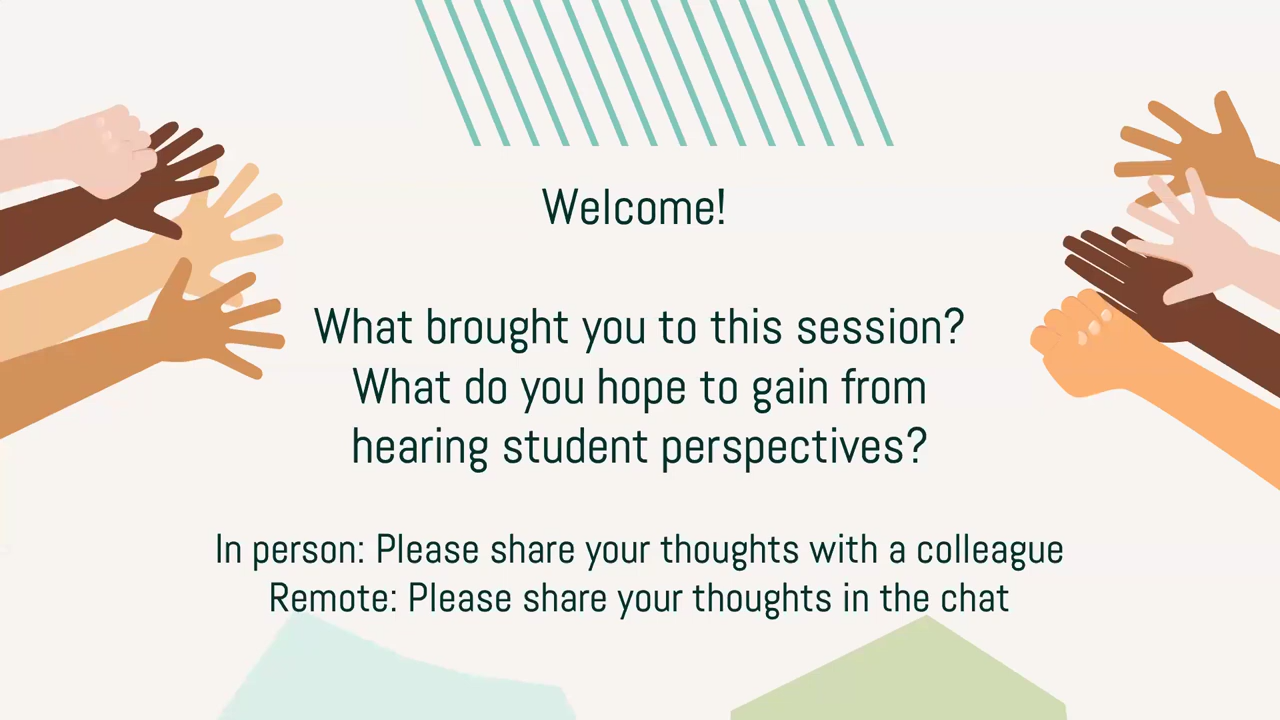 Welcome!
What brought you to this session?
What do you hope to gain from
hearing student perspectives?
In person: Please share your thoughts with a colleague
Remote: Please share your thoughts in the chat